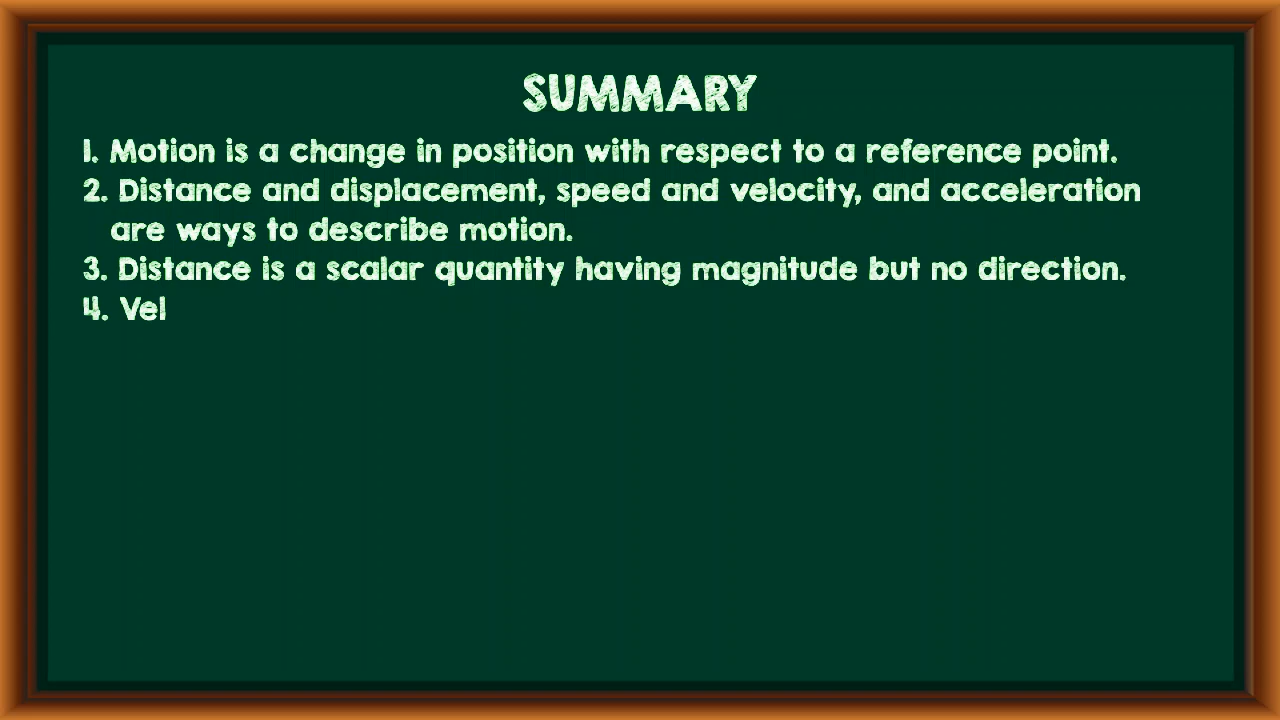 SUMMARY
1. Motion is a change in position with respect to a reference point.
2. Distance and displacement, speed and velocity, and acceleration
are ways to describe motion.
3. Distance is a scalar quantity having magnitude but no direction.
4. Vel